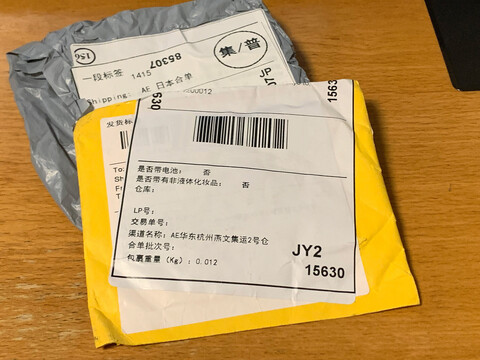 86307
集/普
一段标签 1415
Shipping: AE 日本合单
JP
15630
发货标
是否带电池: 否
是否带有非液体化妆品: 否
仓库:
LP号:
交易单号:
渠道名称: AE华东杭州燕文集运2号仓
合单批次号:
包裹重量 (Kg): 0.012
JY2
15630